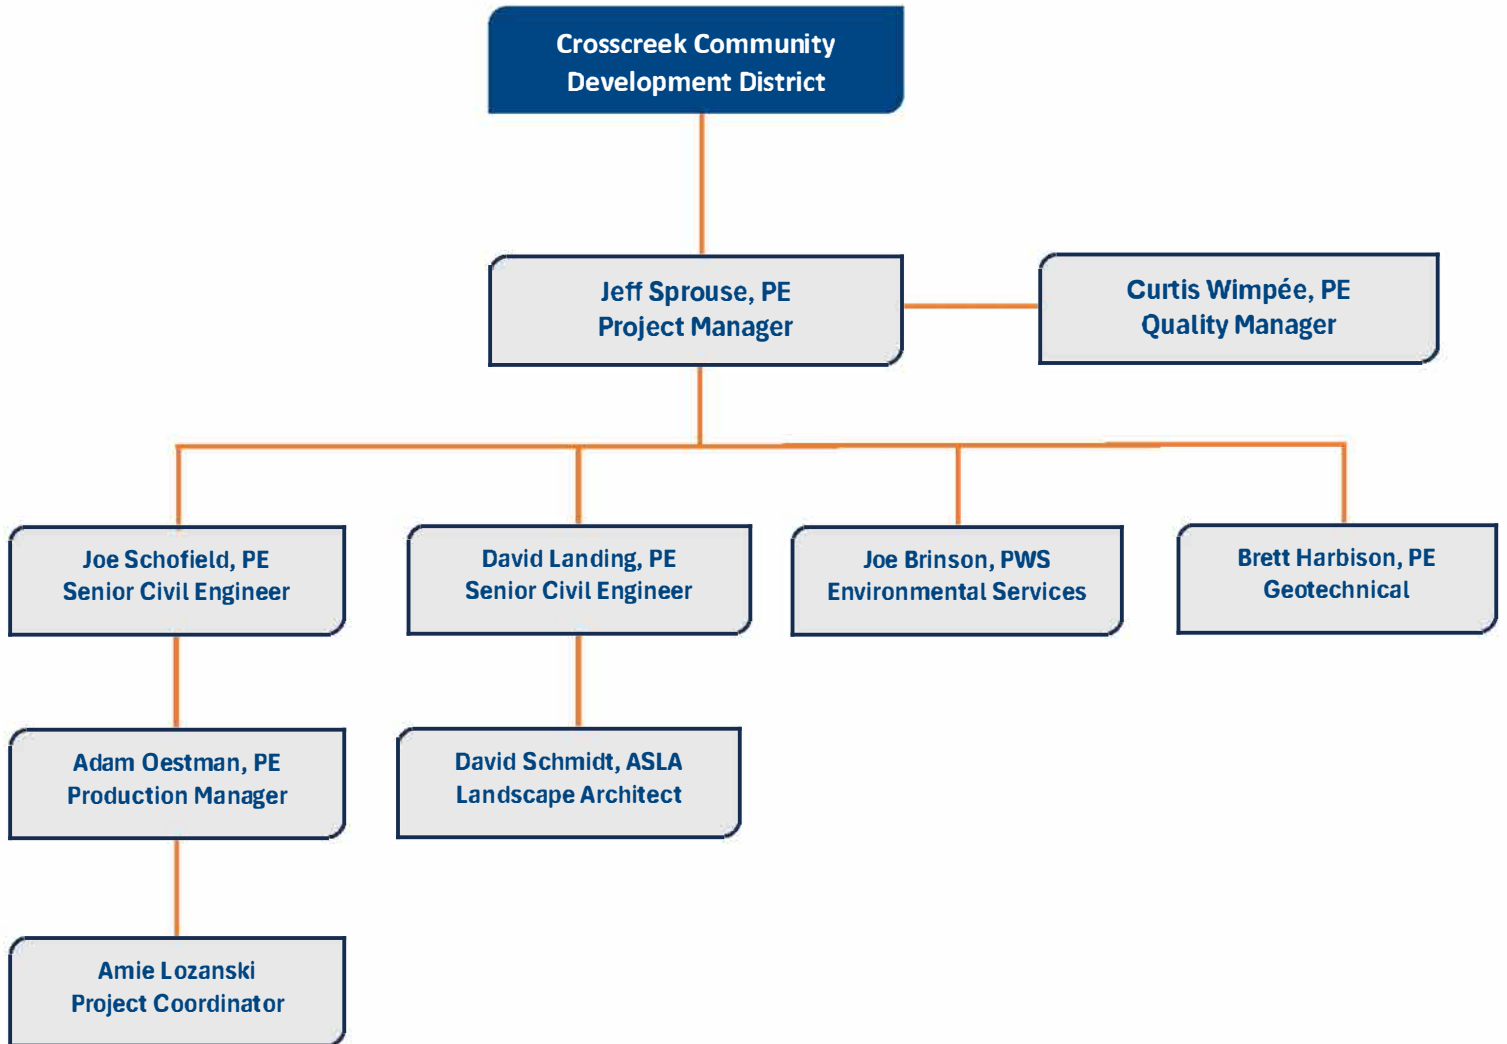 Crosscreek Community
Development District
Jeff Sprouse, PE
Project Manager
Curtis Wimpée, PE
Quality Manager
Joe Schofield, PE
Senior Civil Engineer
David Landing, PE
Senior Civil Engineer
Joe Brinson, PWS
Environmental Services
Brett Harbison, PE
Geotechnical
Adam Oestman, PE
Production Manager
David Schmidt, ASLA
Landscape Architect
Amie Lozanski
Project Coordinator